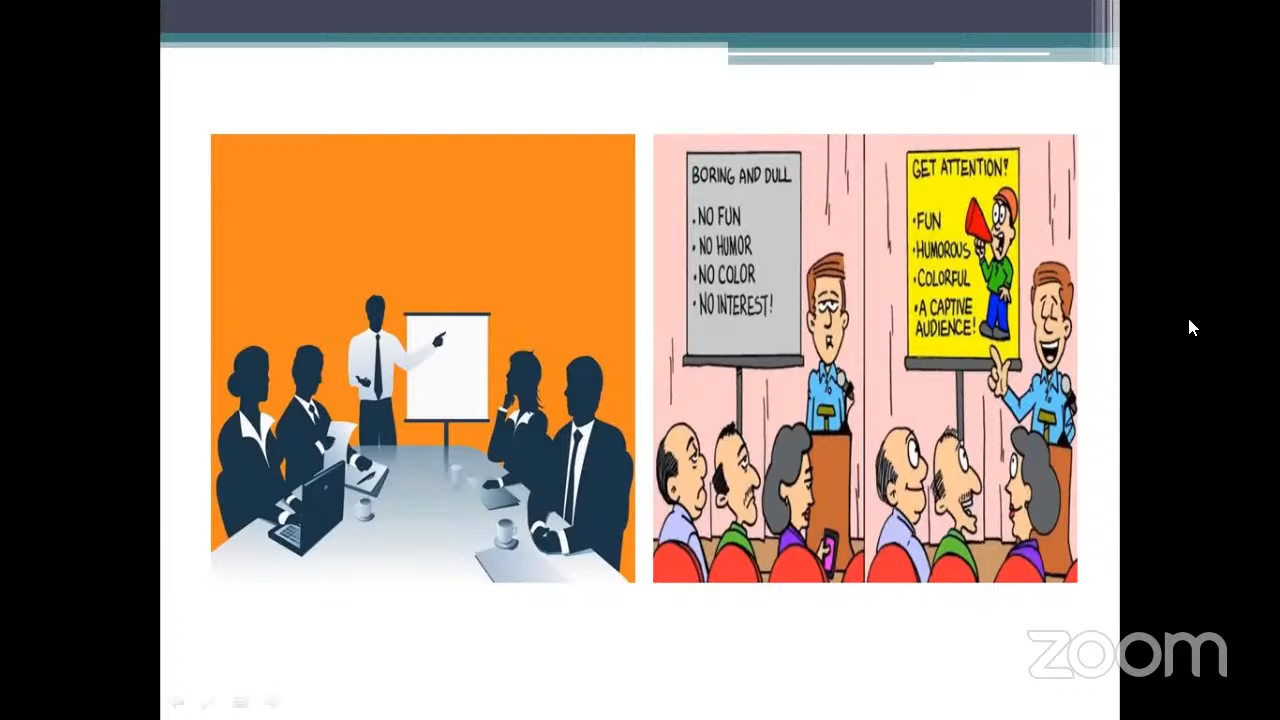 BORING AND DULL
• NO FUN
• NO HUMOR
• NO COLOR
• NO INTEREST!
GET ATTENTION!
• FUN
• HUMOROUS
• COLORFUL
• A CAPTIVE
AUDIENCE!
zoom